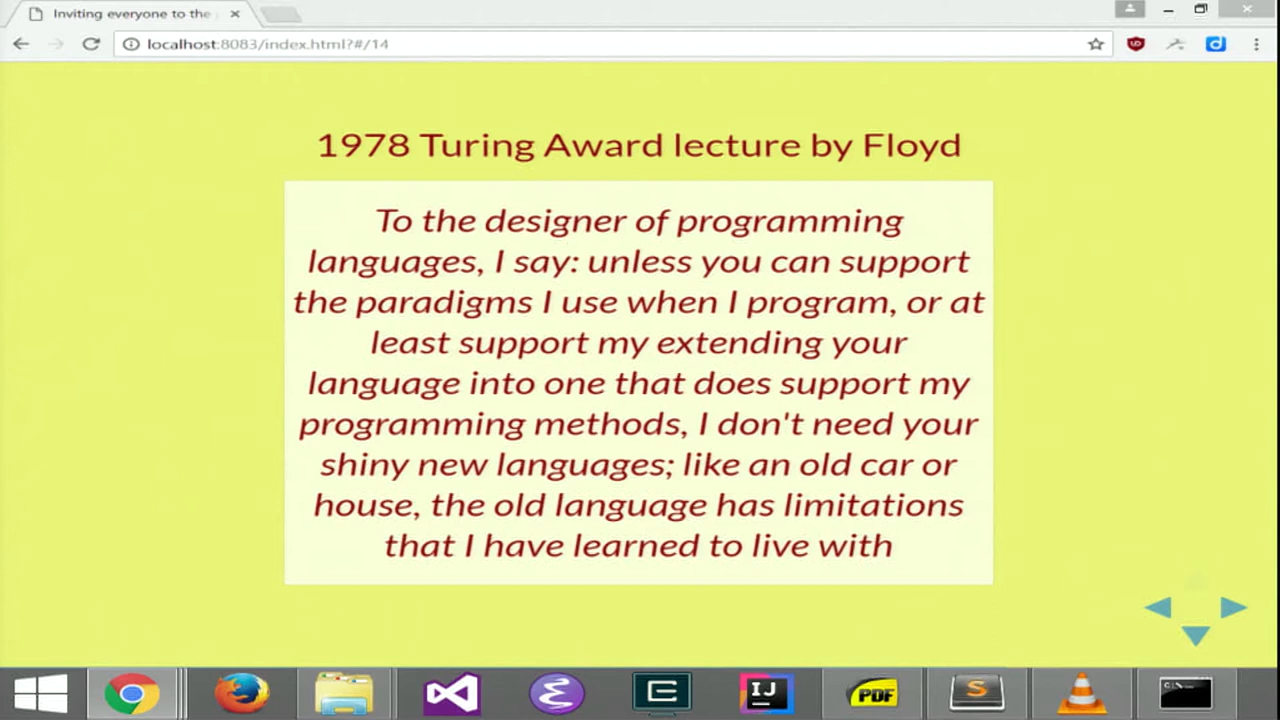 Inviting everyone to the
localhost:8083/index.html?#/14
1978 Turing Award lecture by Floyd
To the designer of programming
languages, I say: unless you can support
the paradigms I use when I program, or at
least support my extending your
language into one that does support my
programming methods, I don't need your
shiny new languages; like an old car or
house, the old language has limitations
that I have learned to live with
IJ
PDF